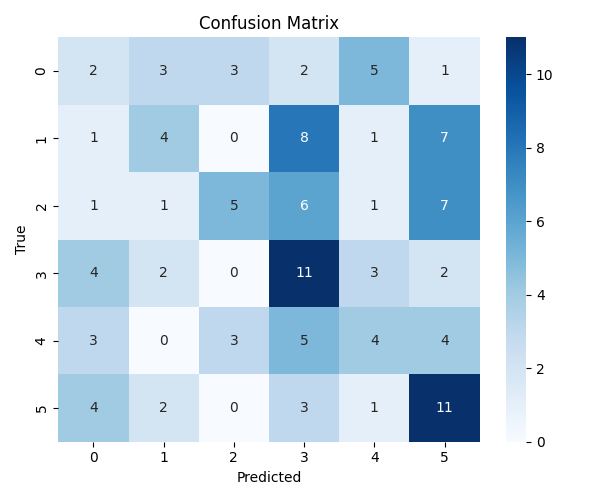 Confusion Matrix
0 2 3 3 2 5 1
1 1 4 0 8 1 7
2 1 1 5 6 1 7
3 4 2 0 11 3 2
4 3 0 3 5 4 4
5 4 2 0 3 1 11
0 1 2 3 4 5
Predicted
True
10
8
6
4
2
0